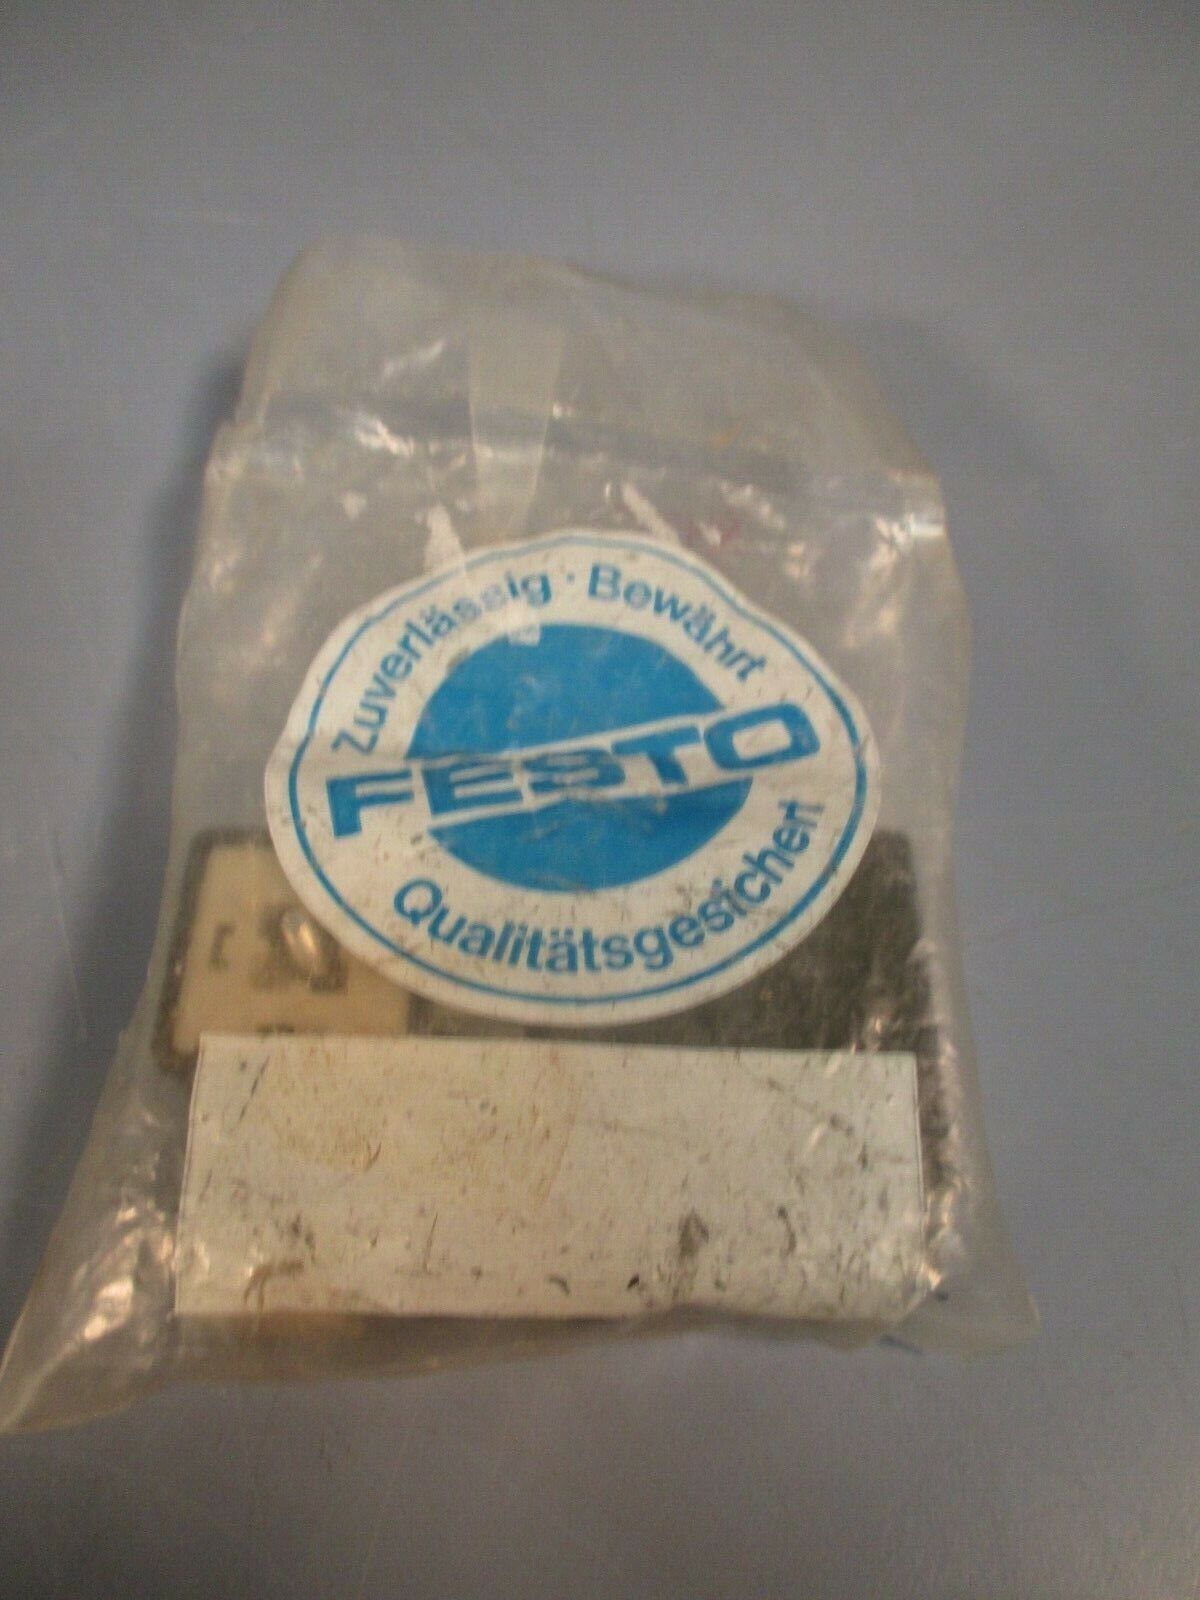 Zuverlässig · Bewährt
FESTO
Qualitätsgesichert